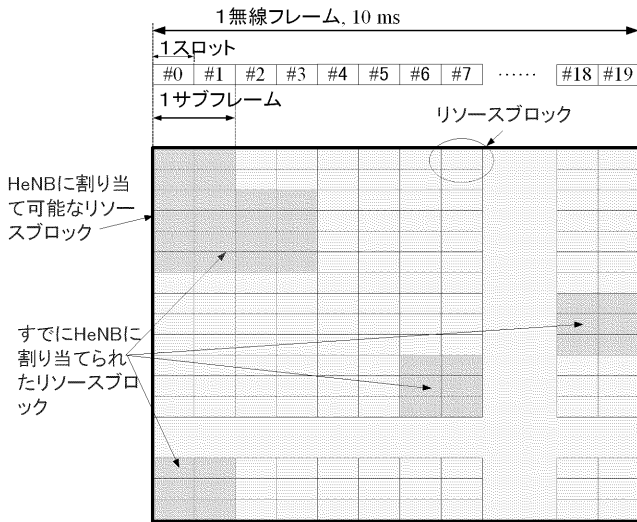 1無線フレーム, 10 ms
1スロット
#0 #1 #2 #3 #4 #5 #6 #7 ······ #18 #19
1サブフレーム
リソースブロック
HeNBに割り当
て可能なリソー
スブロック
すでにHeNBに
割り当てられ
たリソースブロ
ック